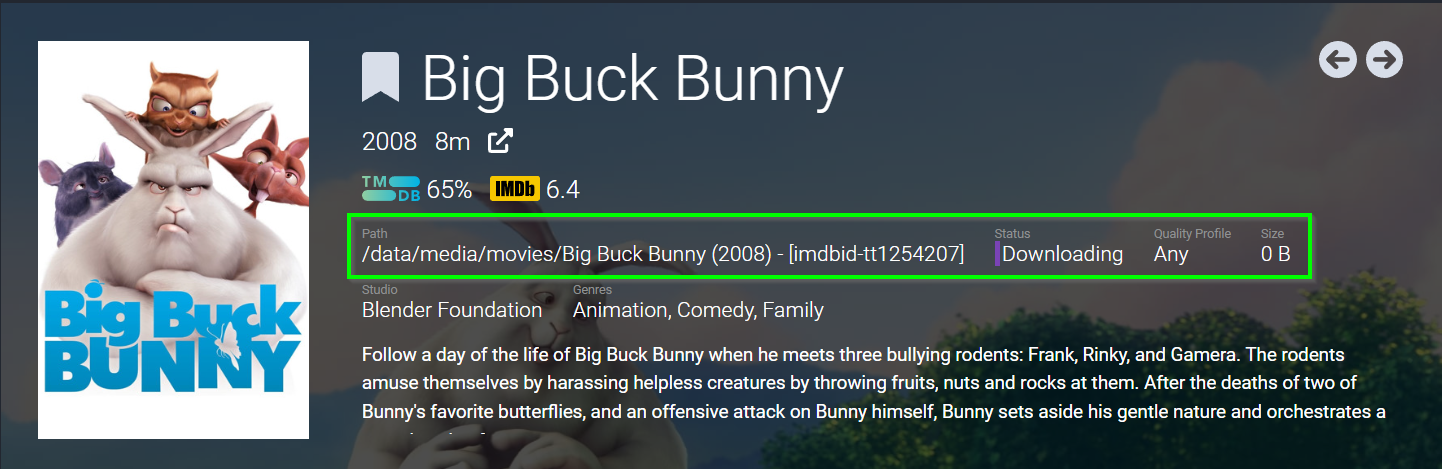 Big Buck Bunny
2008 8m
TMDB 65% IMDb 6.4
Path Status Quality Profile Size
/data/media/movies/Big Buck Bunny (2008) - [imdbid-tt1254207] Downloading Any 0 B
Studio Genres
Blender Foundation Animation, Comedy, Family
Follow a day of the life of Big Buck Bunny when he meets three bullying rodents: Frank, Rinky, and Gamera. The rodents
amuse themselves by harassing helpless creatures by throwing fruits, nuts and rocks at them. After the deaths of two of
Bunny's favorite butterflies, and an offensive attack on Bunny himself, Bunny sets aside his gentle nature and orchestrates a
Big Buck
BUNNY